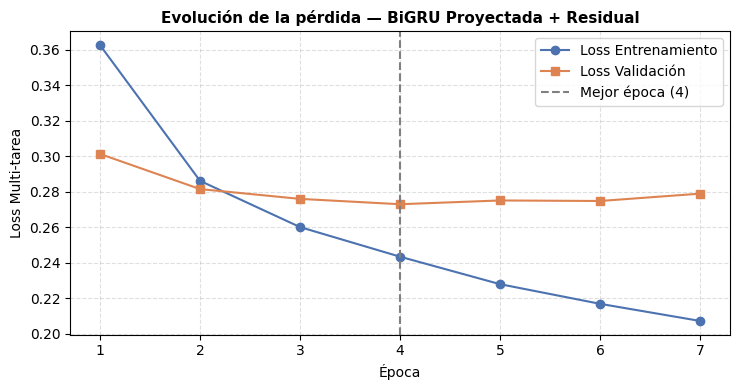 Evolución de la pérdida — BiGRU Proyectada + Residual
Loss Entrenamiento
Loss Validación
Mejor época (4)
Loss Multi-tarea
0.36
0.34
0.32
0.30
0.28
0.26
0.24
0.22
0.20
1 2 3 4 5 6 7
Época